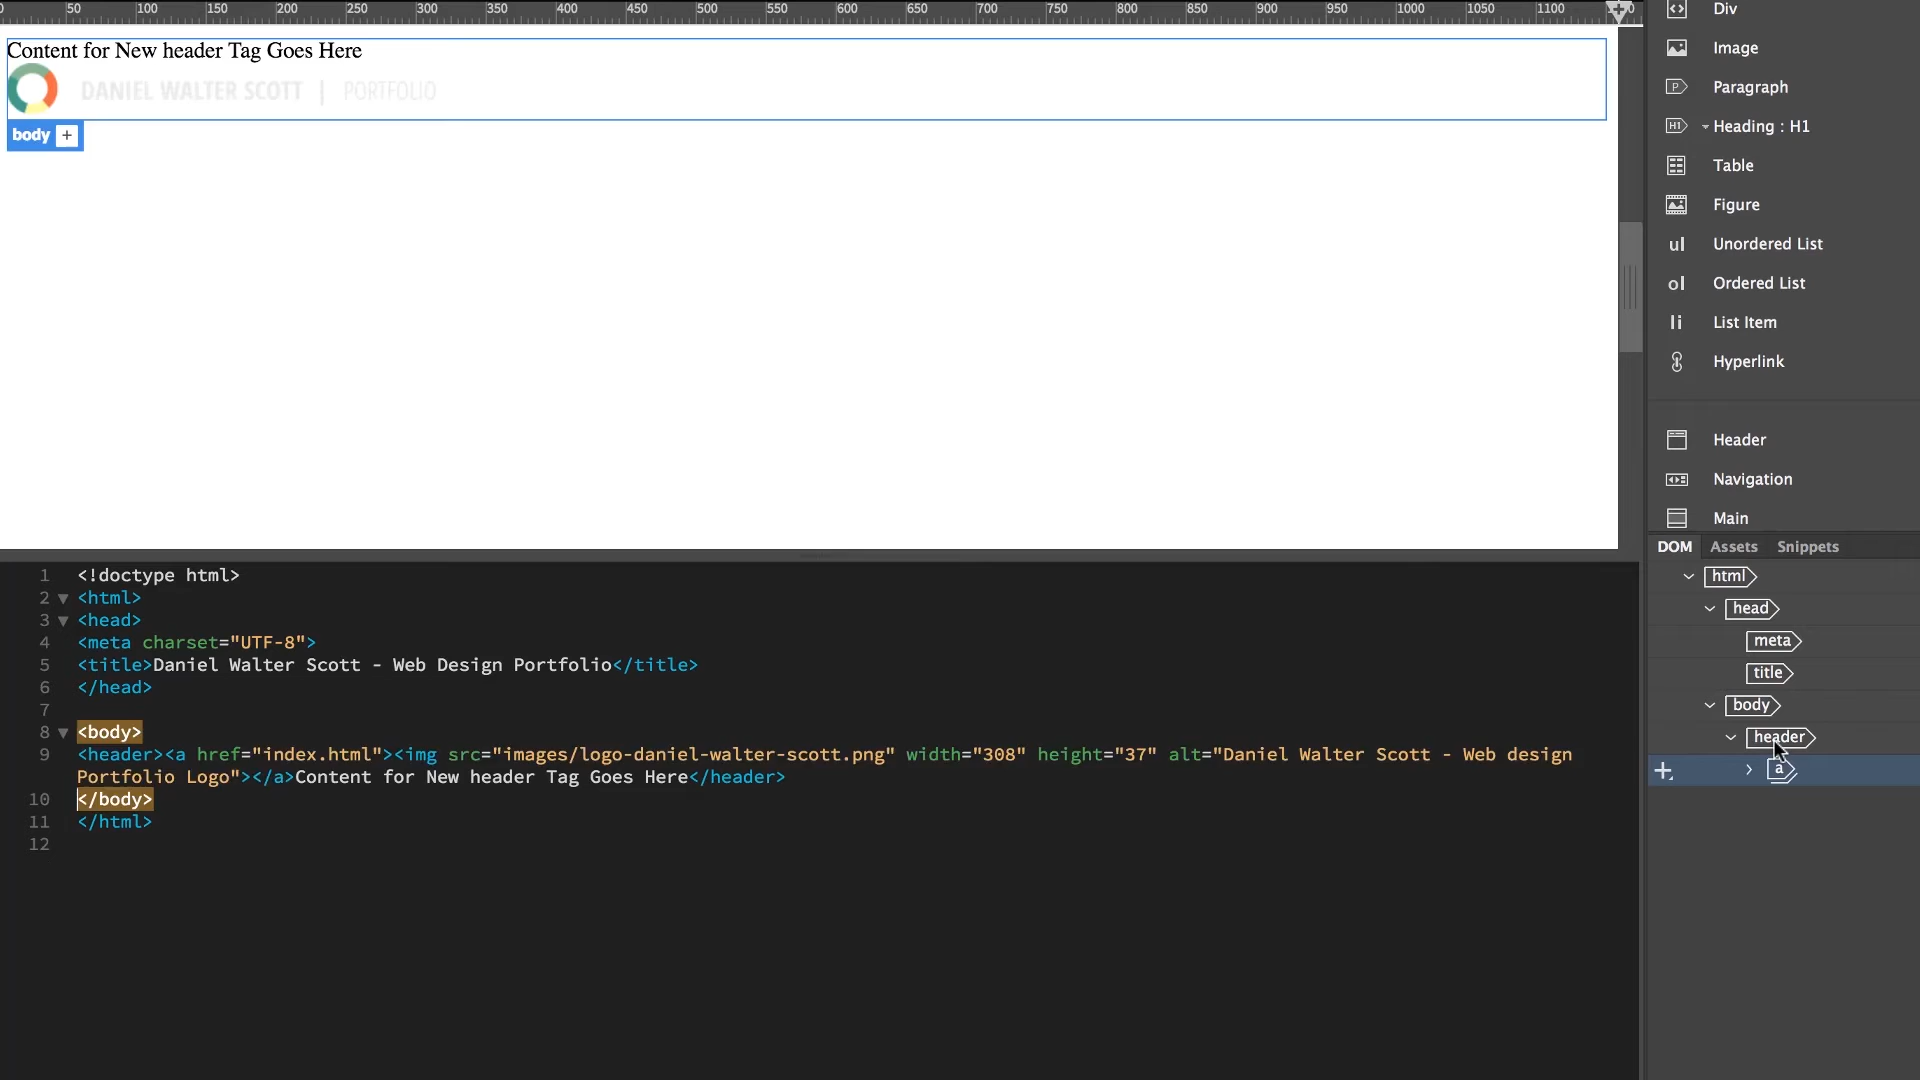 50 100 150 200 250 300 350 400 450 500 550 600 650 700 750 800 850 900 950 1000 1050 1100
Content for New header Tag Goes Here
DANIEL WALTER SCOTT | PORTFOLIO
body +
Div
Image
P Paragraph
H1 Heading : H1
Table
Figure
ul Unordered List
ol Ordered List
li List Item
Hyperlink
Header
Navigation
Main
DOM Assets Snippets
html
head
meta
title
body
header
a
1 <!doctype html>
2 <html>
3 <head>
4 <meta charset="UTF-8">
5 <title>Daniel Walter Scott - Web Design Portfolio</title>
6 </head>
7
8 <body>
9 <header><a href="index.html"><img src="images/logo-daniel-walter-scott.png" width="308" height="37" alt="Daniel Walter Scott - Web design
Portfolio Logo"></a>Content for New header Tag Goes Here</header>
10 </body>
11 </html>
12